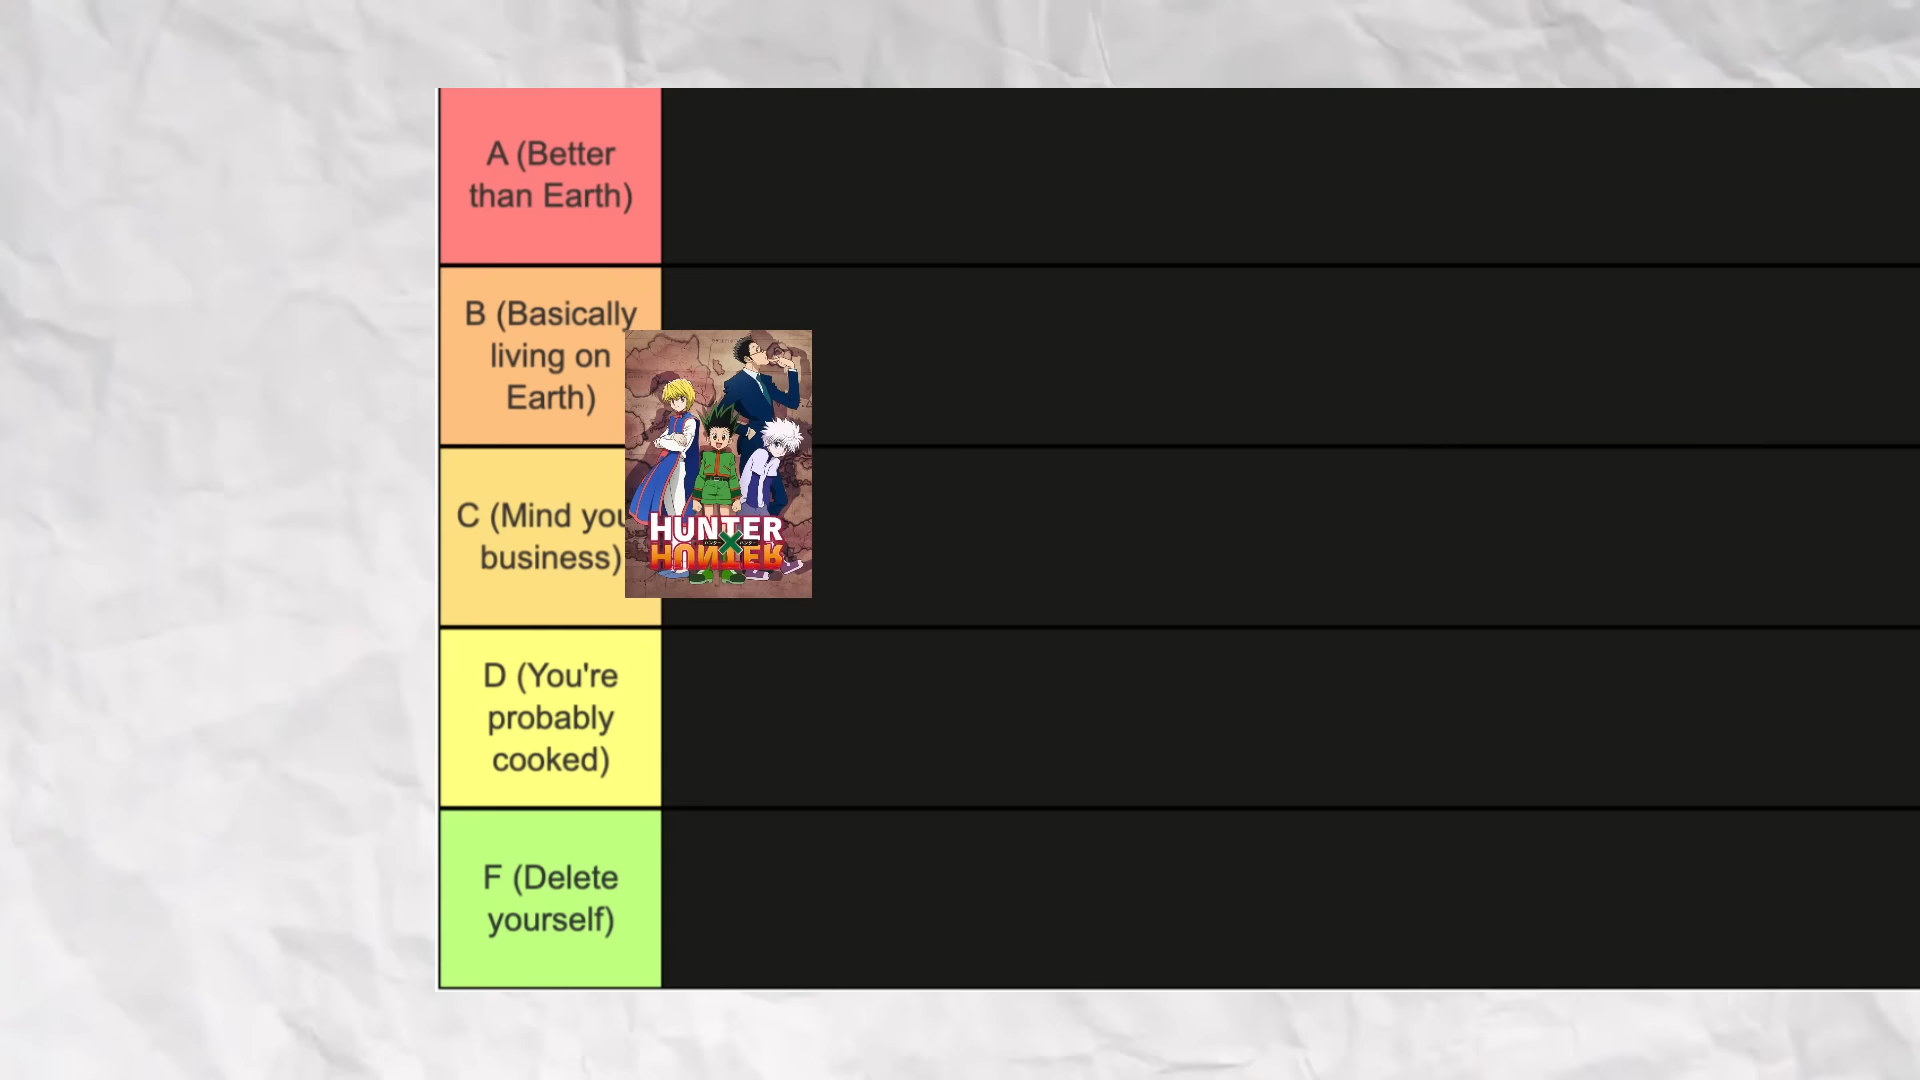 A (Better
than Earth)
B (Basically
living on
Earth)
C (Mind you
business)
HUNTER
HUNTER
D (You're
probably
cooked)
F (Delete
yourself)